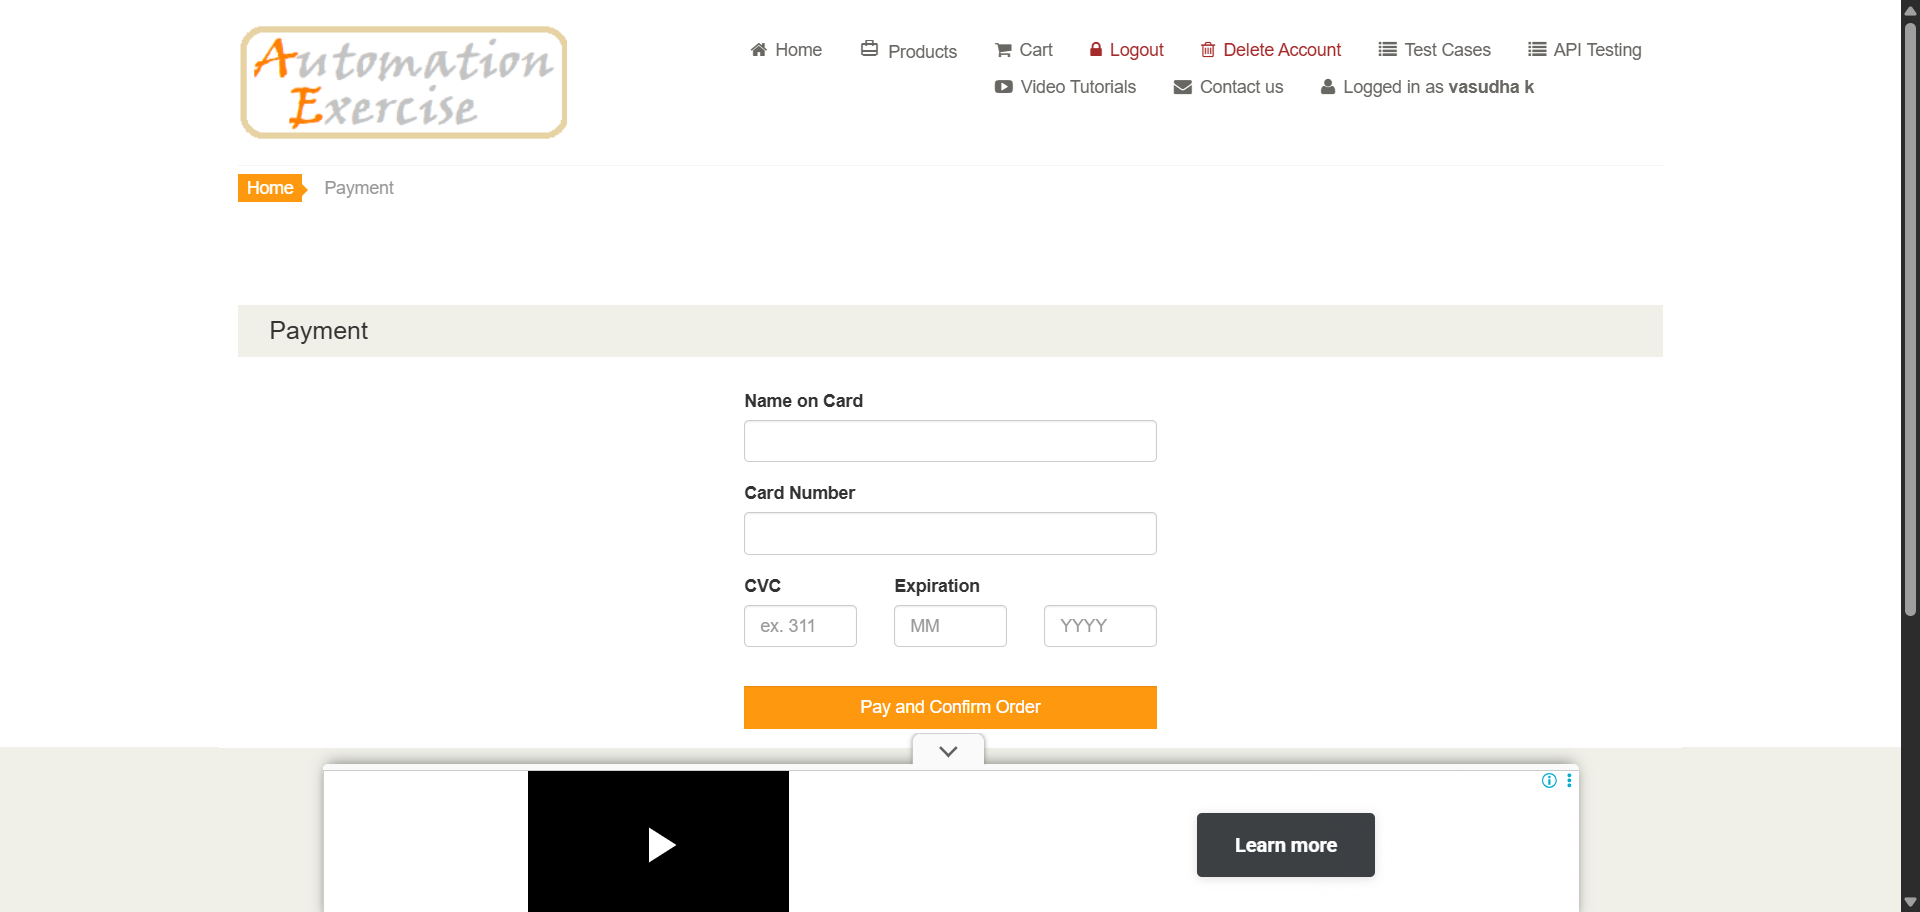 Automation
Exercise
Home Products Cart Logout Delete Account Test Cases API Testing
Video Tutorials Contact us Logged in as vasudha k
Home Payment
Payment
Name on Card
Card Number
CVC Expiration
ex. 311 MM YYYY
Pay and Confirm Order
Learn more